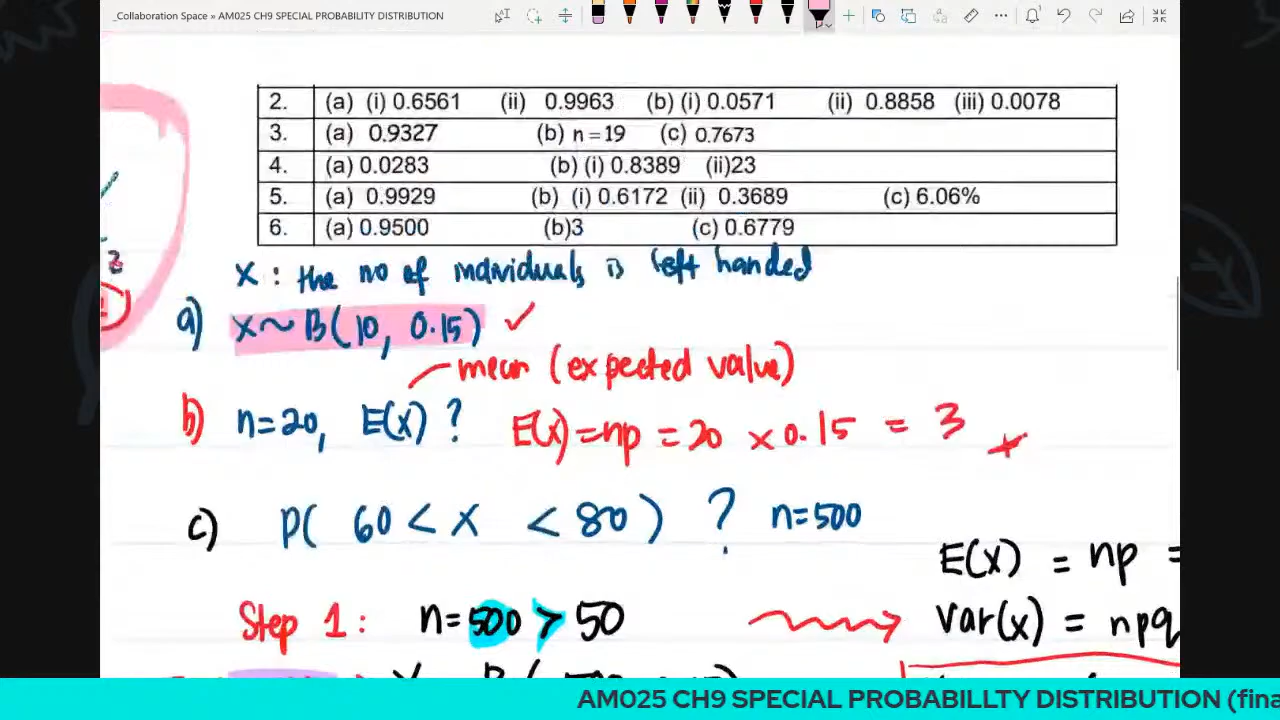 _Collaboration Space » AM025 CH9 SPECIAL PROBABILITY DISTRIBUTION
2. (a) (i) 0.6561 (ii) 0.9963 (b) (i) 0.0571 (ii) 0.8858 (iii) 0.0078
3. (a) 0.9327 (b) n = 19 (c) 0.7673
4. (a) 0.0283 (b) (i) 0.8389 (ii)23
5. (a) 0.9929 (b) (i) 0.6172 (ii) 0.3689 (c) 6.06%
6. (a) 0.9500 (b)3 (c) 0.6779
z
X : the no of individuals is left handed
a) X ~ B(10, 0.15) ✓
mean (expected value)
b) n=20, E(x) ? E(x) = np = 20 x 0.15 = 3
c) P( 60 < X < 80 ) ? n=500
E(x) = np =
Step 1 : n= 500 > 50
Var(x) = npq
AM025 CH9 SPECIAL PROBABILLTY DISTRIBUTION (fina